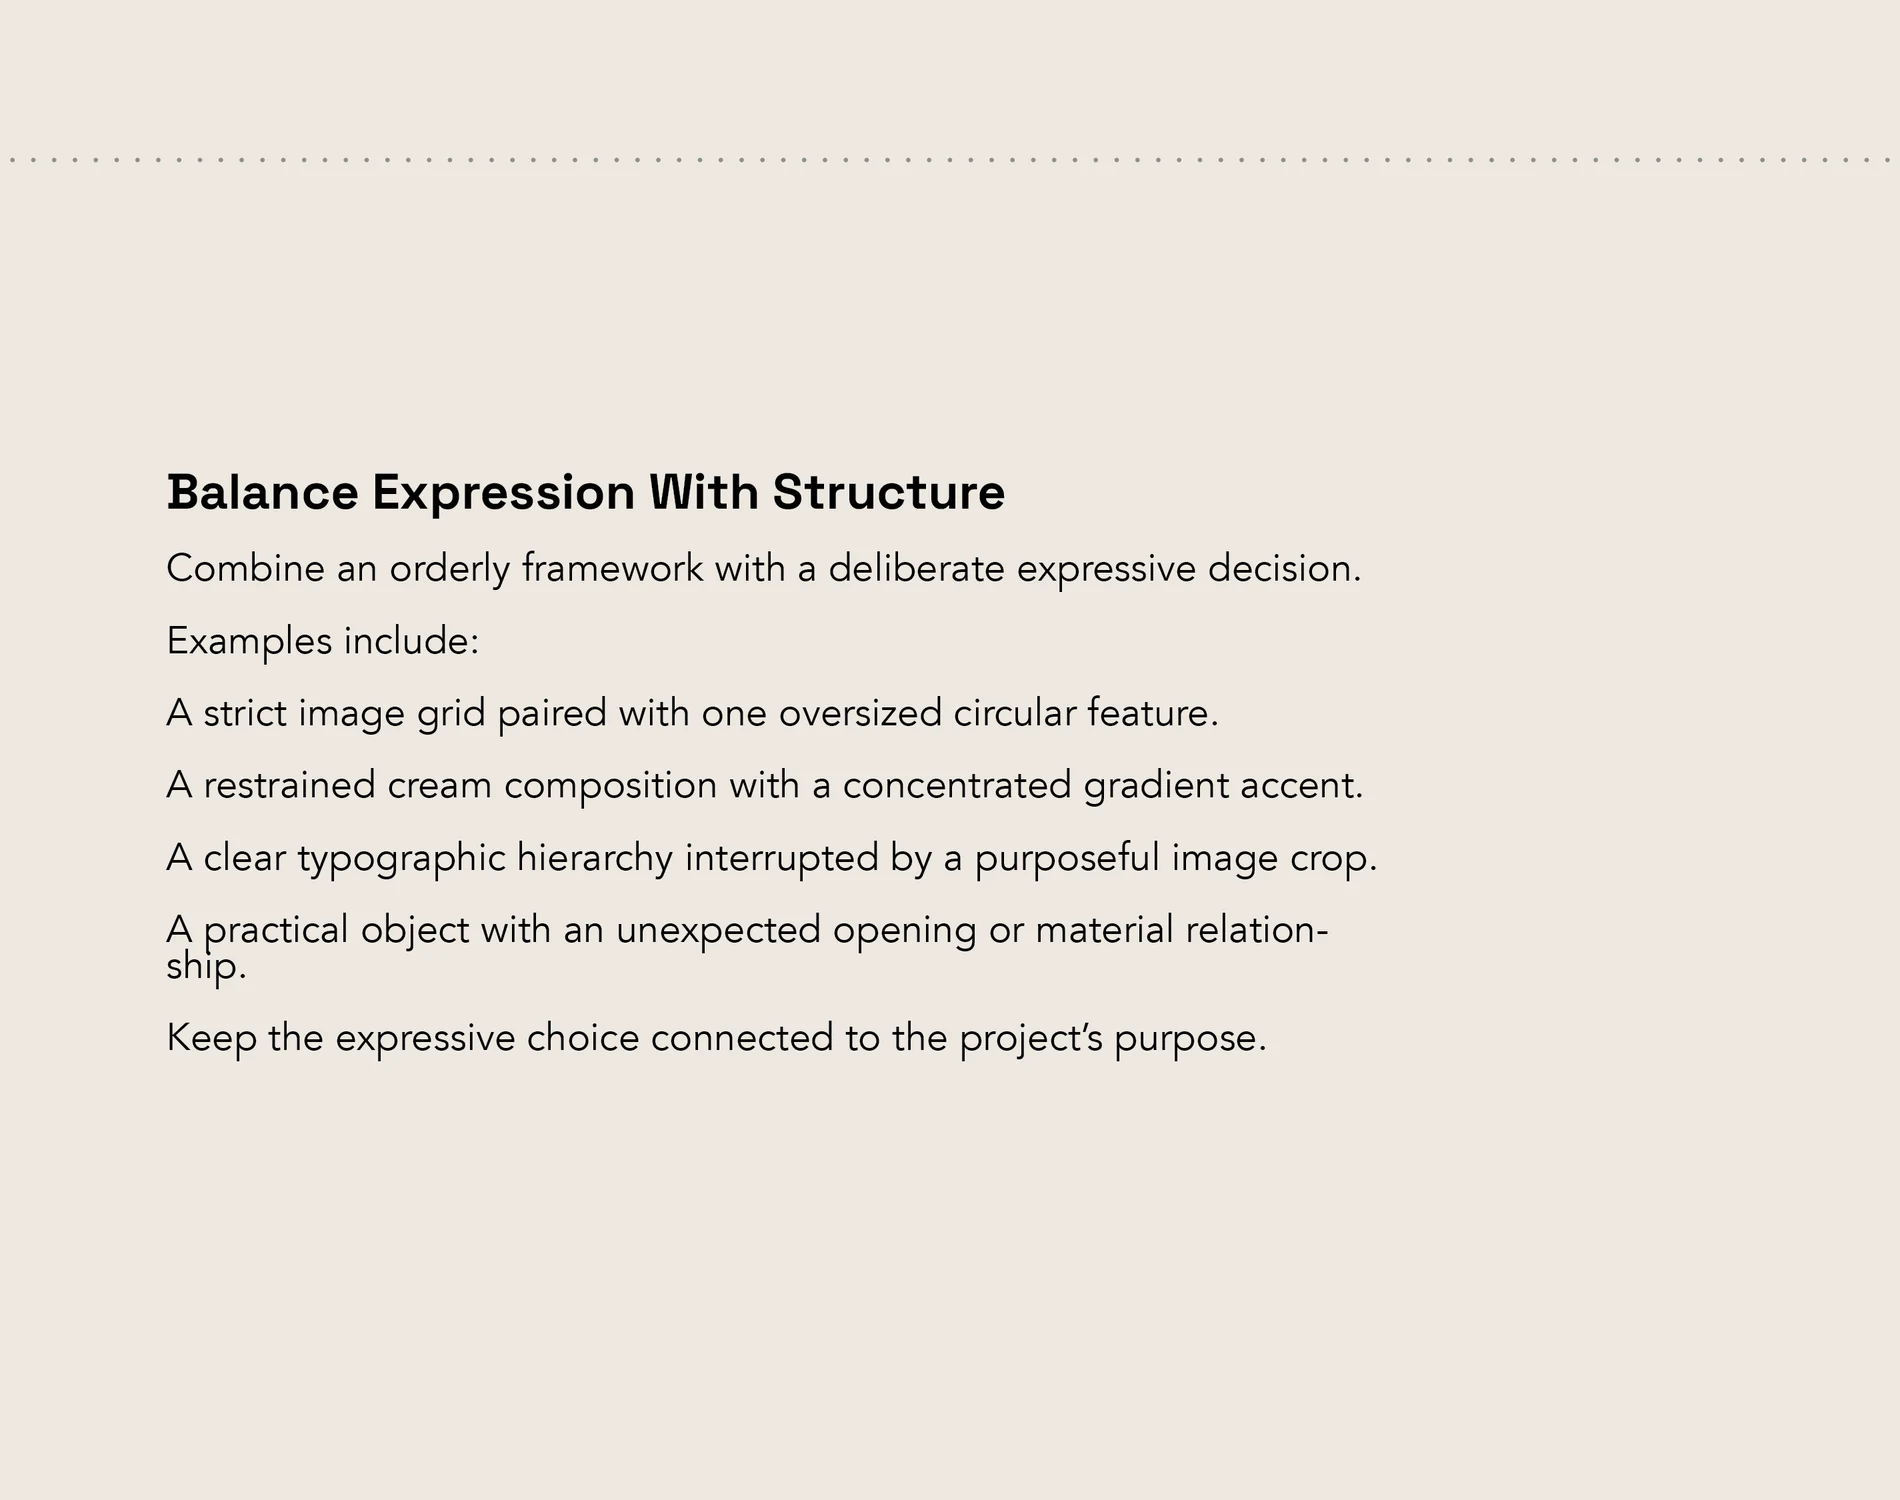 Balance Expression With Structure
Combine an orderly framework with a deliberate expressive decision.
Examples include:
A strict image grid paired with one oversized circular feature.
A restrained cream composition with a concentrated gradient accent.
A clear typographic hierarchy interrupted by a purposeful image crop.
A practical object with an unexpected opening or material relation-
ship.
Keep the expressive choice connected to the project’s purpose.